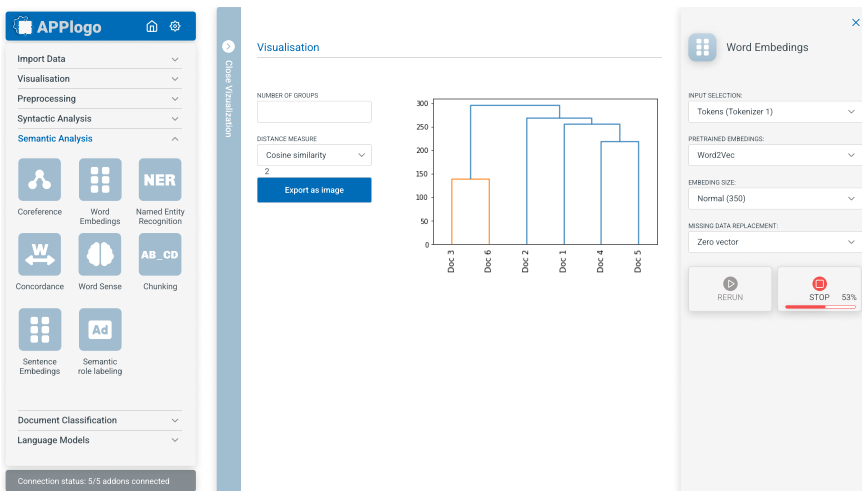 APPlogo
Import Data
Visualisation
Preprocessing
Syntactic Analysis
Semantic Analysis
Coreference
Word
Embedings
NER
Named Entity
Recognition
W
Concordance
Word Sense
AB_CD
Chunking
Sentence
Embedings
Ad
Semantic
role labeling
Document Classification
Language Models
Connection status: 5/5 addons connected
Close Vizualization
Visualisation
NUMBER OF GROUPS
DISTANCE MEASURE
Cosine similarity
2
Export as image
300
250
200
150
100
50
0
Doc 3
Doc 6
Doc 2
Doc 1
Doc 4
Doc 5
Word Embedings
INPUT SELECTION:
Tokens (Tokenizer 1)
PRETRAINED EMBEDINGS:
Word2Vec
EMBEDING SIZE:
Normal (350)
MISSING DATA REPLACEMENT:
Zero vector
RERUN
STOP 53%